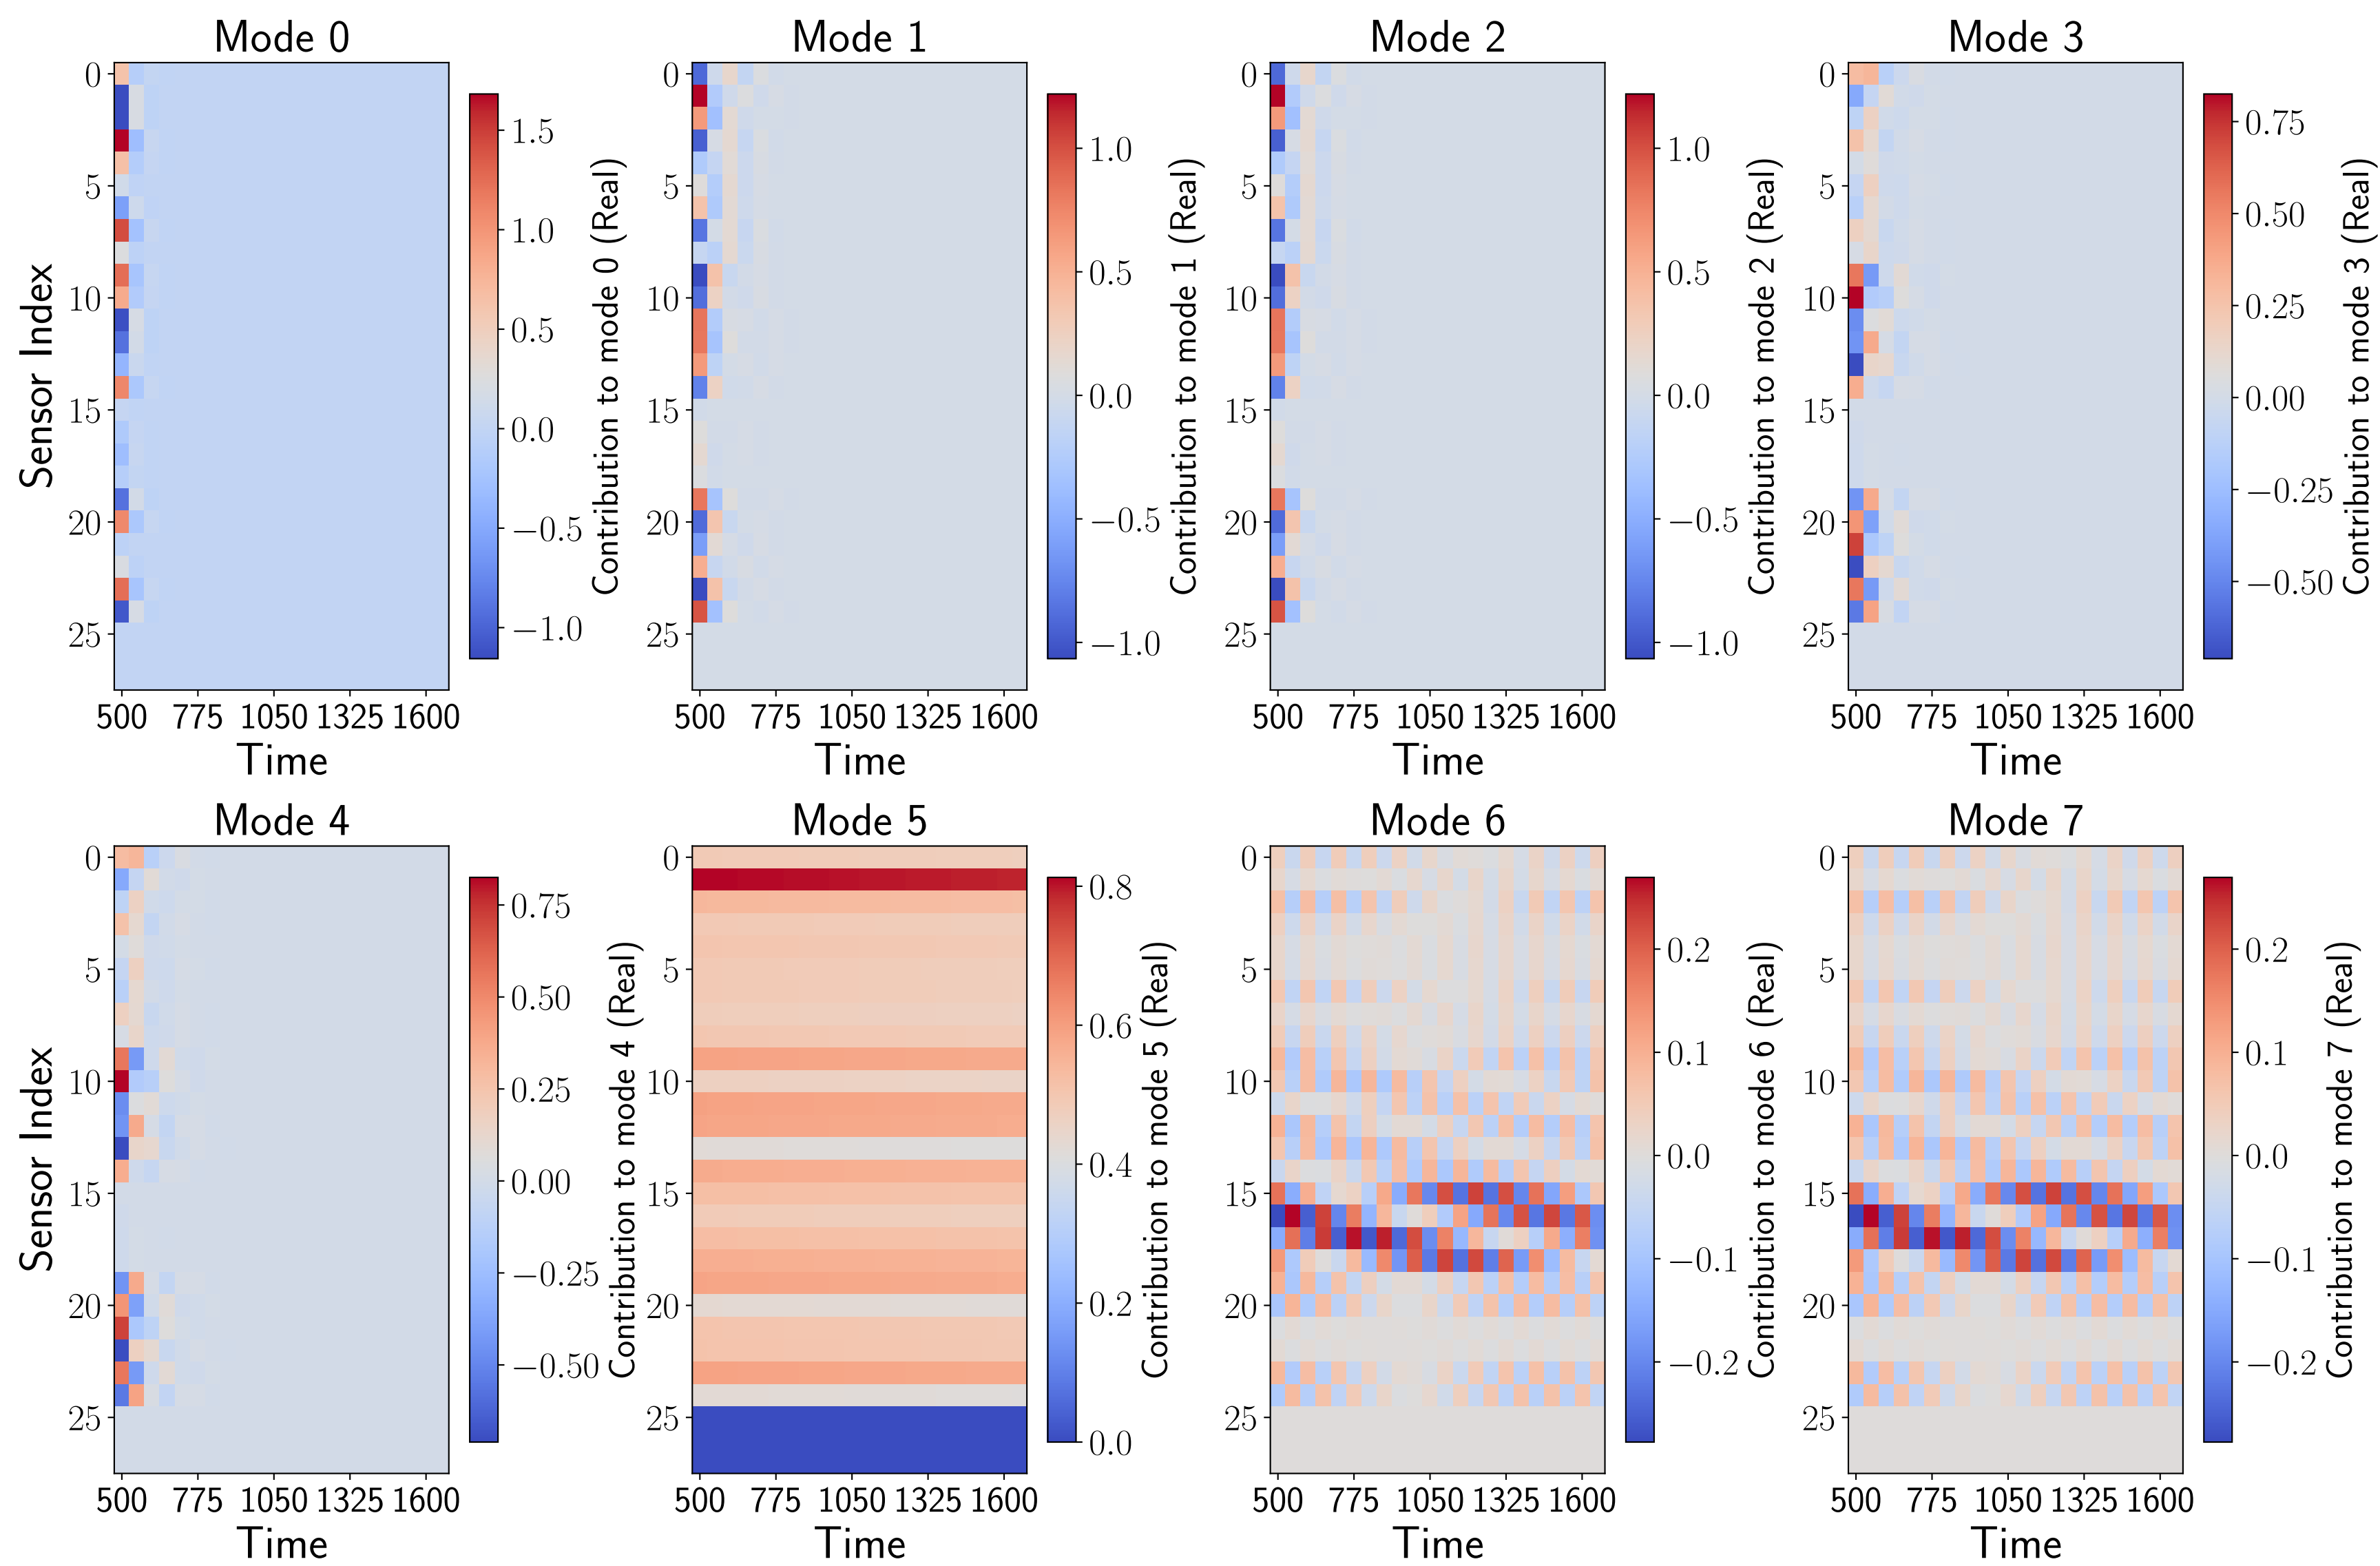 Mode 0
Mode 1
Mode 2
Mode 3
Sensor Index
0
5
10
15
20
25
500 775 1050 1325 1600
Time
1.5
1.0
0.5
0.0
−0.5
−1.0
Contribution to mode 0 (Real)
0
5
10
15
20
25
500 775 1050 1325 1600
Time
1.0
0.5
0.0
−0.5
−1.0
Contribution to mode 1 (Real)
0
5
10
15
20
25
500 775 1050 1325 1600
Time
1.0
0.5
0.0
−0.5
−1.0
Contribution to mode 2 (Real)
0
5
10
15
20
25
500 775 1050 1325 1600
Time
0.75
0.50
0.25
0.00
−0.25
−0.50
Contribution to mode 3 (Real)
Mode 4
Mode 5
Mode 6
Mode 7
Sensor Index
0
5
10
15
20
25
500 775 1050 1325 1600
Time
0.75
0.50
0.25
0.00
−0.25
−0.50
Contribution to mode 4 (Real)
0
5
10
15
20
25
500 775 1050 1325 1600
Time
0.8
0.6
0.4
0.2
0.0
Contribution to mode 5 (Real)
0
5
10
15
20
25
500 775 1050 1325 1600
Time
0.2
0.1
0.0
−0.1
−0.2
Contribution to mode 6 (Real)
0
5
10
15
20
25
500 775 1050 1325 1600
Time
0.2
0.1
0.0
−0.1
−0.2
Contribution to mode 7 (Real)